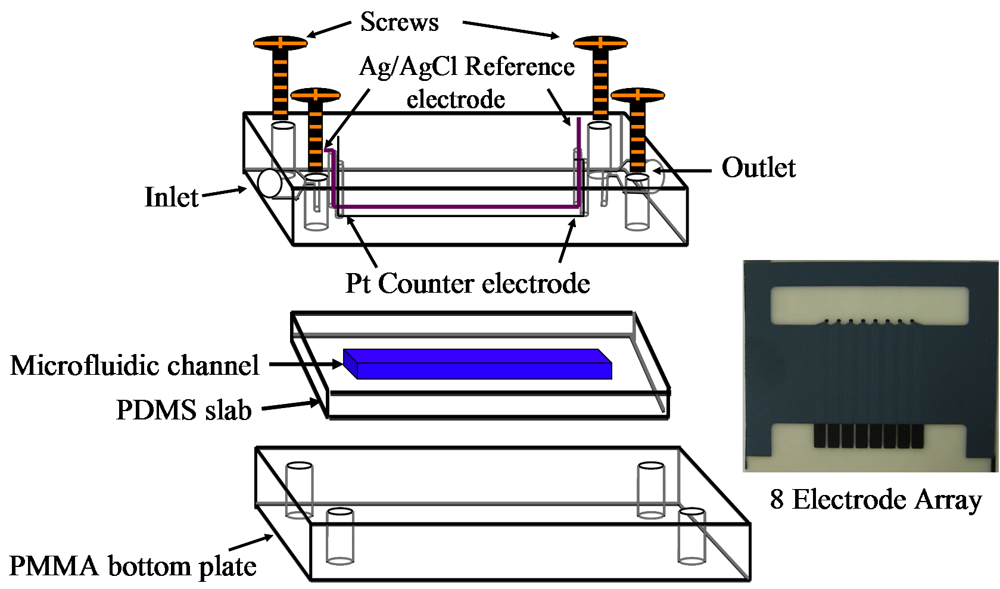 Screws
Ag/AgCl Reference
electrode
Outlet
Inlet
Pt Counter electrode
Microfluidic channel
PDMS slab
8 Electrode Array
PMMA bottom plate